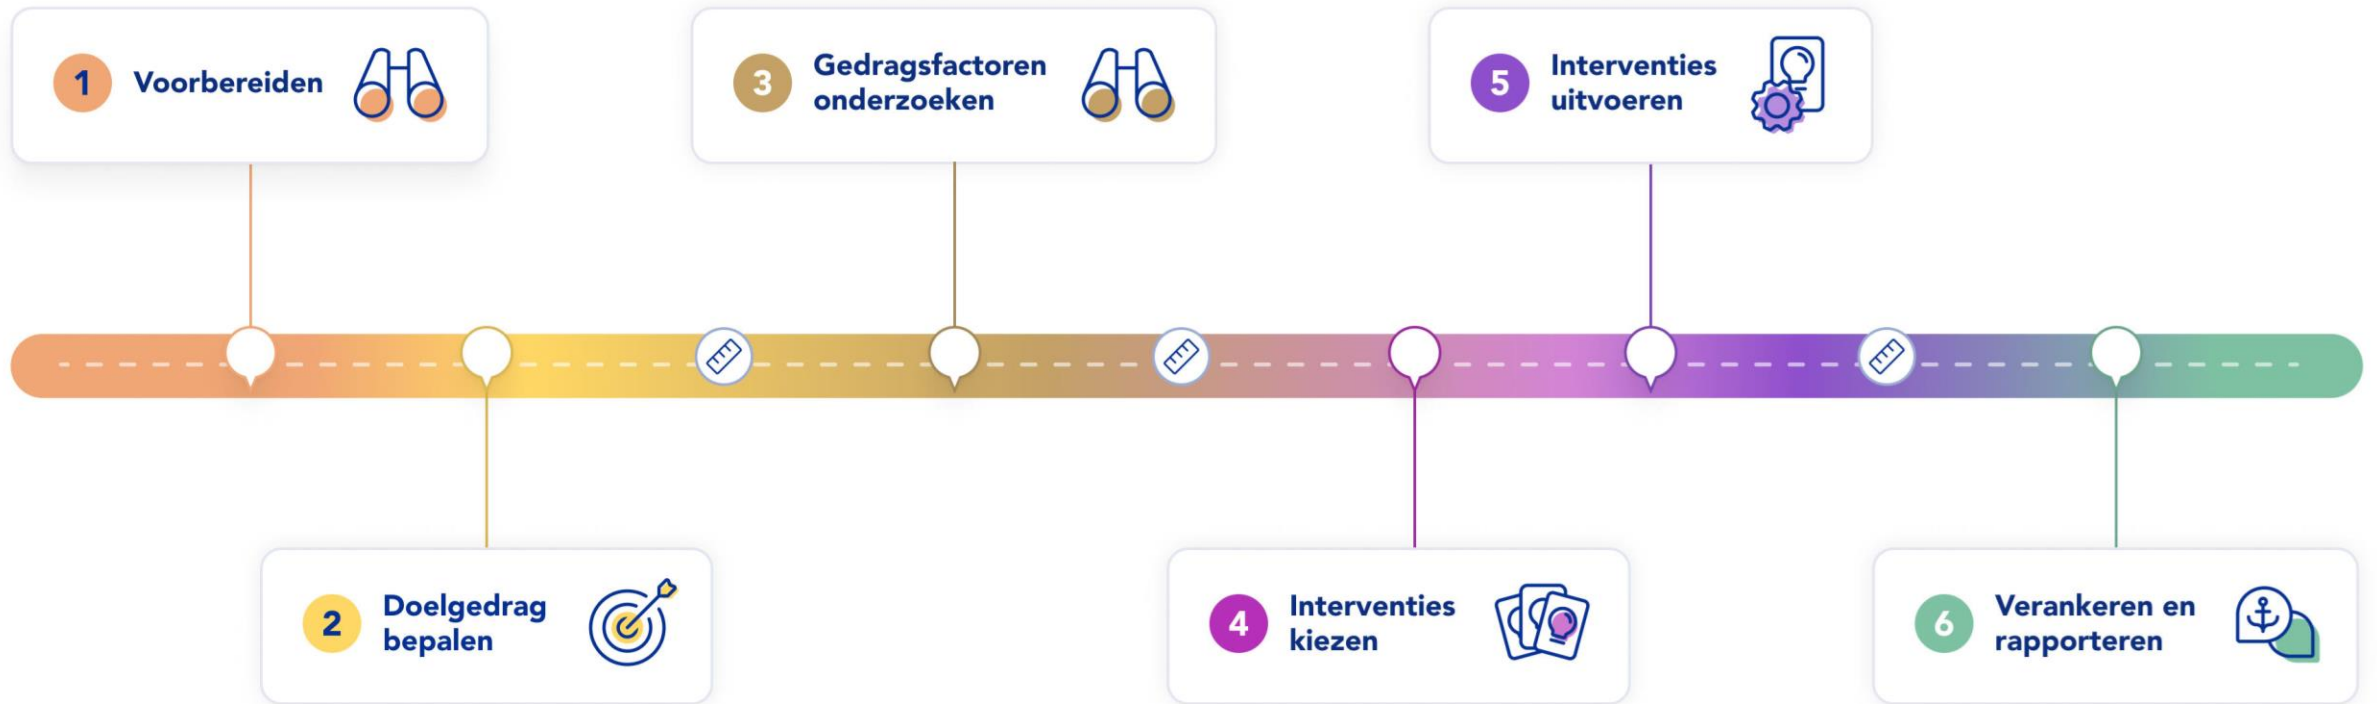 1
Voorbereiden
2
Doelgedrag
bepalen
3
Gedragsfactoren
onderzoeken
4
Interventies
kiezen
5
Interventies
uitvoeren
6
Verankeren en
rapporteren